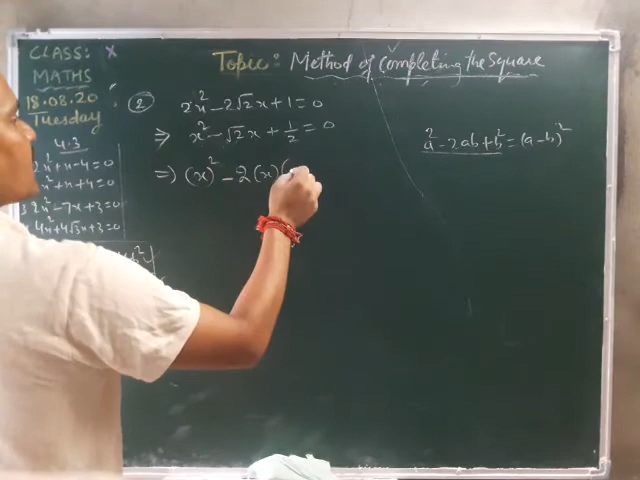 CLASS: X
Topic: Method of Completing the Square
MATHS
18.08.20
Tuesday
4.3
2x²+x-4=0
x²+x+4=0
2x²-7x+3=0
4x²+4√3x+3=0
②
2x²-2√2x+1=0
⇒ x²-√2x+1/2=0
⇒ (x)²-2(x)(
a²-2ab+b²=(a-b)²